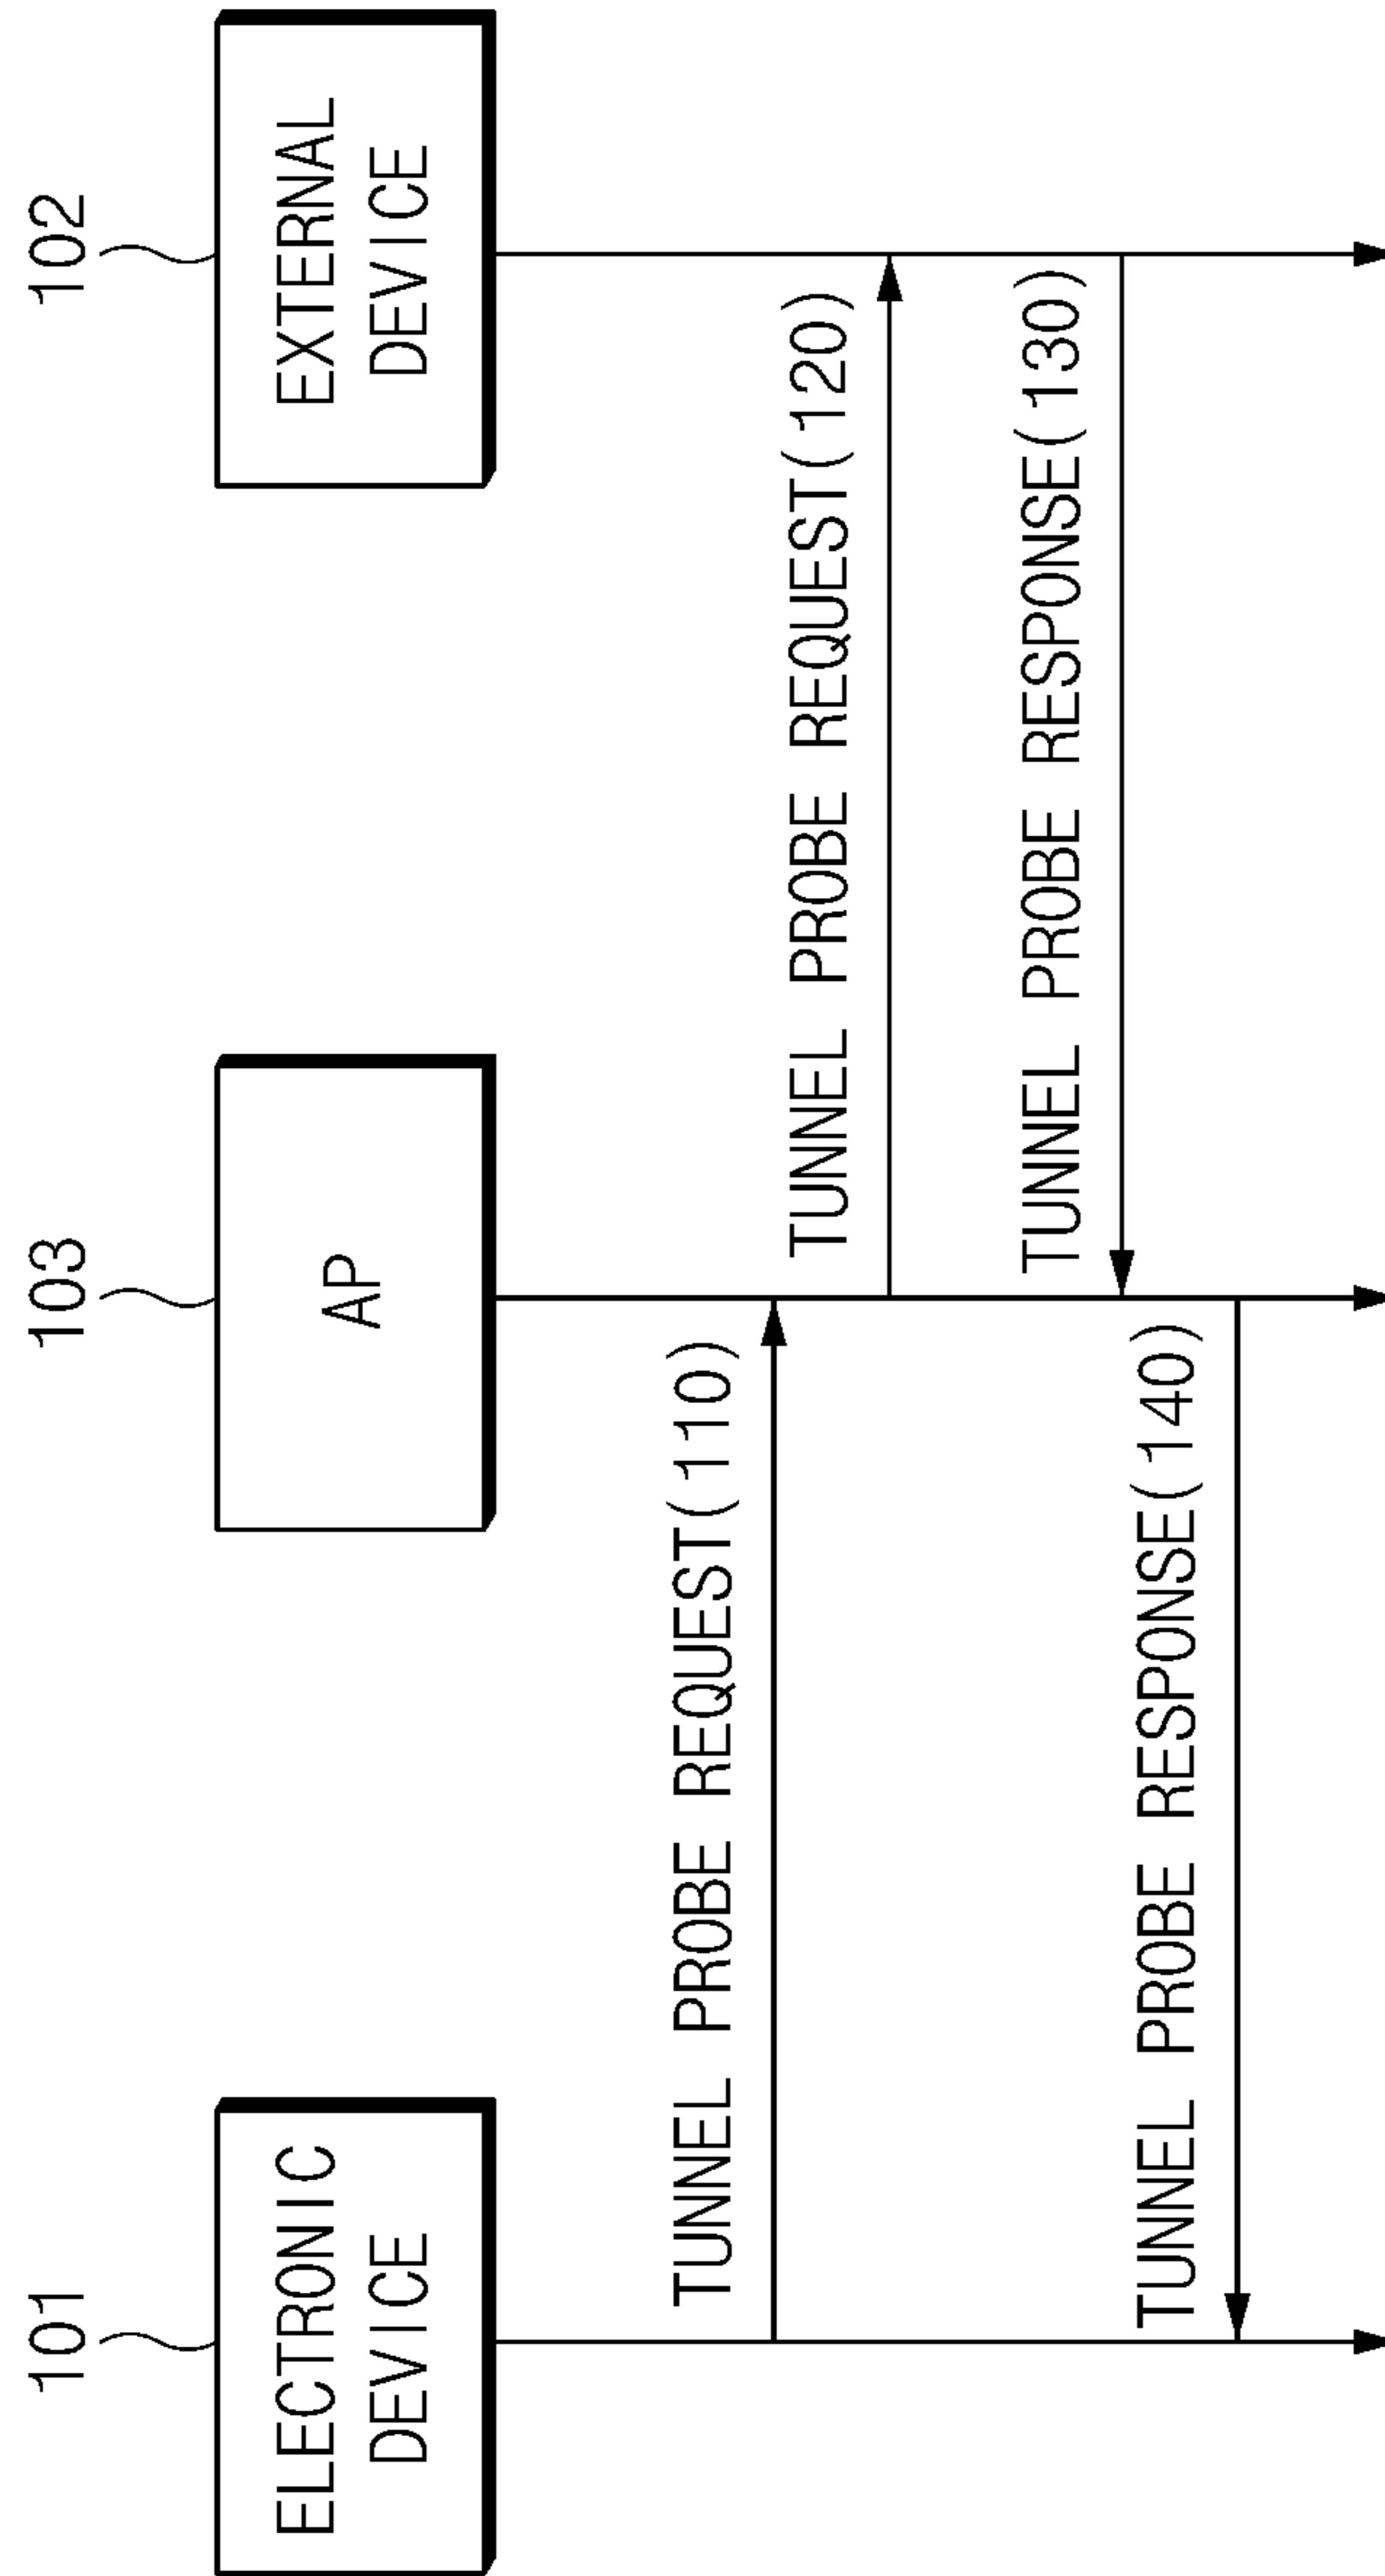 101
103
102
ELECTRONIC
DEVICE
AP
EXTERNAL
DEVICE
TUNNEL PROBE REQUEST(110)
TUNNEL PROBE REQUEST(120)
TUNNEL PROBE RESPONSE(130)
TUNNEL PROBE RESPONSE(140)